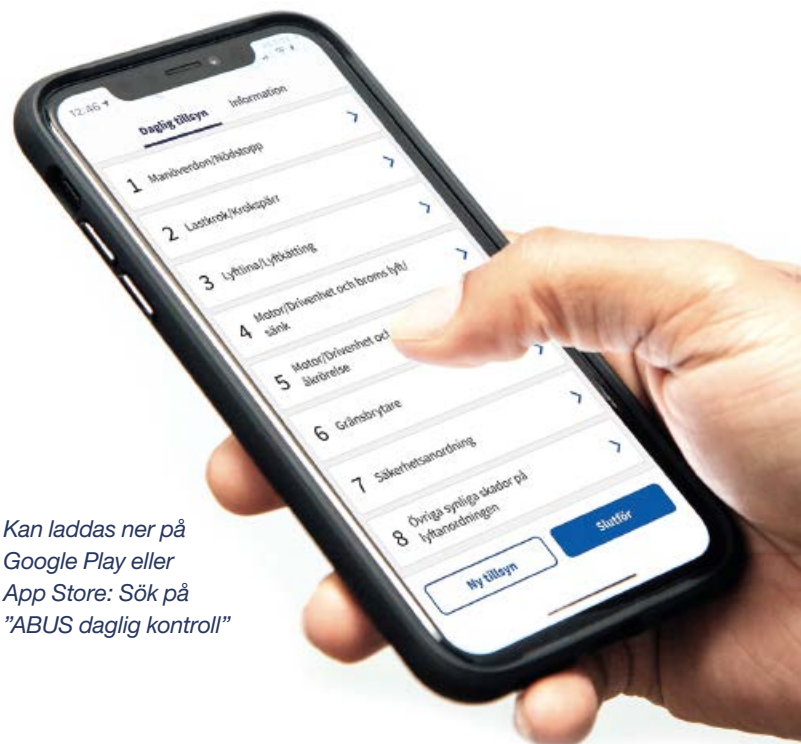 12:46
Daglig tillsyn
Information
1 Manöverdon/Nödstopp
2 Lastkrok/Krokspärr
3 Lyftlina/Lyftkätting
4 Motor/Drivenhet och broms lyft/
sänk
5 Motor/Drivenhet och
åkrörelse
6 Gränsbrytare
7 Säkerhetsanordning
8 Övriga synliga skador på
lyftanordningen
Ny tillsyn
Slutför
Kan laddas ner på
Google Play eller
App Store: Sök på
”ABUS daglig kontroll”